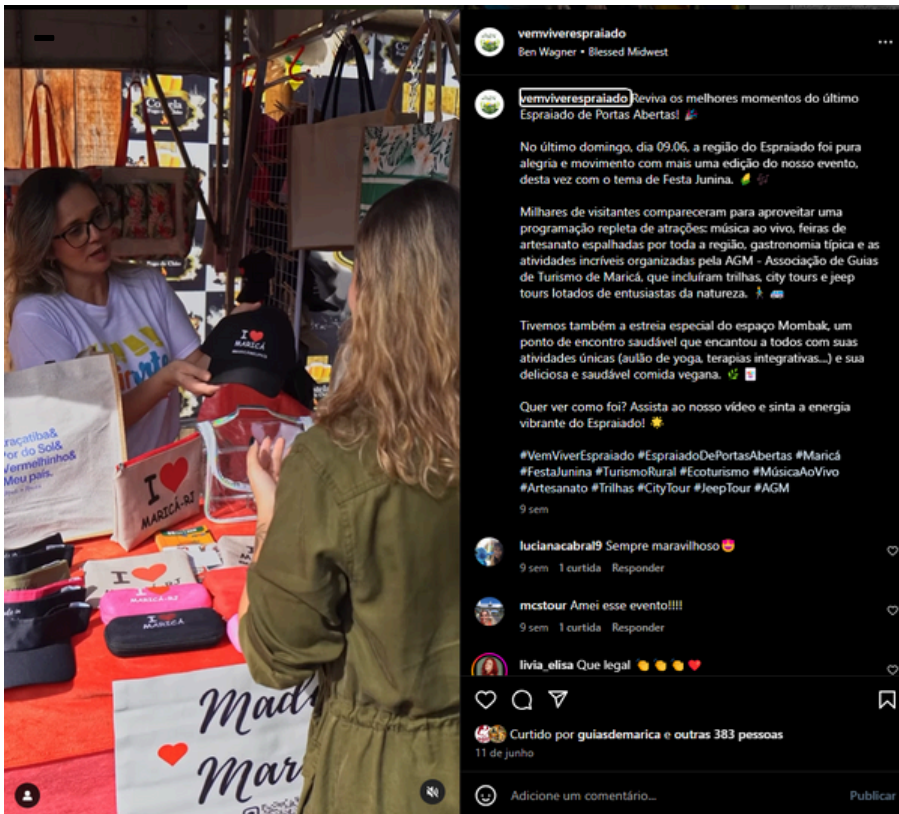 vemviverespraiado
Ben Wagner • Blessed Midwest
vemviverespraiado Reviva os melhores momentos do último
Espraiado de Portas Abertas! 🎉
No último domingo, dia 09.06, a região do Espraiado foi pura
alegria e movimento com mais uma edição do nosso evento,
desta vez com o tema de Festa Junina. 🌽 🎶
Milhares de visitantes compareceram para aproveitar uma
programação repleta de atrações: música ao vivo, feiras de
artesanato espalhadas por toda a região, gastronomia típica e as
atividades incríveis organizadas pela AGM - Associação de Guias
de Turismo de Maricá, que incluíram trilhas, city tours e jeep
tours lotados de entusiastas da natureza. 🚶 🚙
Tivemos também a estreia especial do espaço Mombak, um
ponto de encontro saudável que encantou a todos com suas
atividades únicas (aulão de yoga, terapias integrativas...) e sua
deliciosa e saudável comida vegana. 🌿 🃏
Quer ver como foi? Assista ao nosso vídeo e sinta a energia
vibrante do Espraiado! 🌟
#VemViverEspraiado #EspraiadoDePortasAbertas #Maricá
#FestaJunina #TurismoRural #Ecoturismo #MúsicaAoVivo
#Artesanato #Trilhas #CityTour #JeepTour #AGM
9 sem
lucianacabral9 Sempre maravilhoso 😍
9 sem 1 curtida Responder
mcstour Amei esse evento!!!!
9 sem 1 curtida Responder
livia_elisa Que legal 👏 👏 👏 ❤️
Curtido por guiasdemarica e outras 383 pessoas
11 de junho
Adicione um comentário...
Publicar
I ❤
MARICÁ
raçatiba&
or do Sol&
Vermelhinho&
Meu país.
I ❤
MARICÁ-RJ
I ❤
MARICÁ-RJ
I ❤
MARICÁ
Mad
❤
Mar